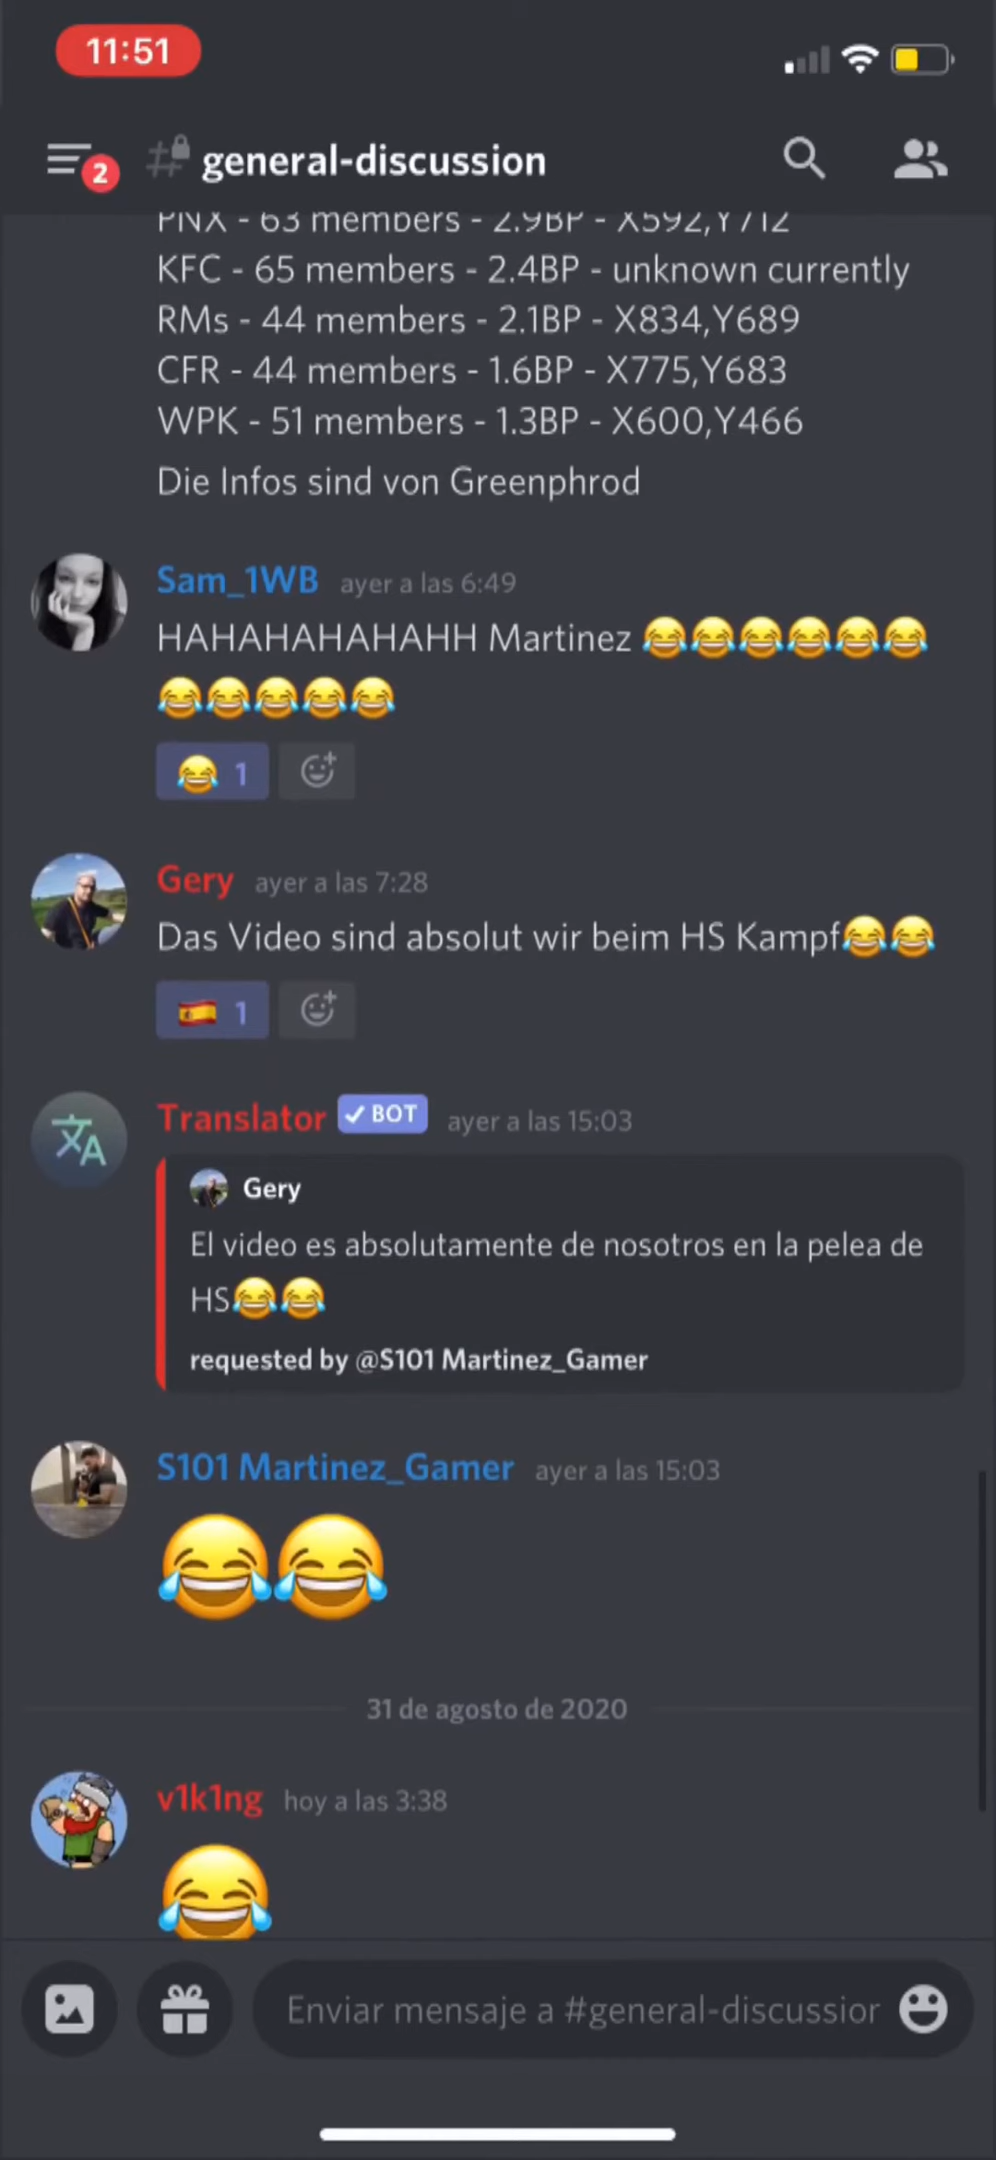 11:51
2
general-discussion
PNX - 63 members - 2.9BP - X592,Y712
KFC - 65 members - 2.4BP - unknown currently
RMs - 44 members - 2.1BP - X834,Y689
CFR - 44 members - 1.6BP - X775,Y683
WPK - 51 members - 1.3BP - X600,Y466
Die Infos sind von Greenphrod
Sam_1WB ayer a las 6:49
HAHAHAHAHAHH Martinez 😂😂😂😂😂😂
😂😂😂😂😂
😂 1
Gery ayer a las 7:28
Das Video sind absolut wir beim HS Kampf😂😂
🇪🇸 1
Translator ✓ BOT ayer a las 15:03
Gery
El video es absolutamente de nosotros en la pelea de
HS😂😂
requested by @S101 Martinez_Gamer
S101 Martinez_Gamer ayer a las 15:03
😂😂
31 de agosto de 2020
v1k1ng hoy a las 3:38
😂
Enviar mensaje a #general-discussior